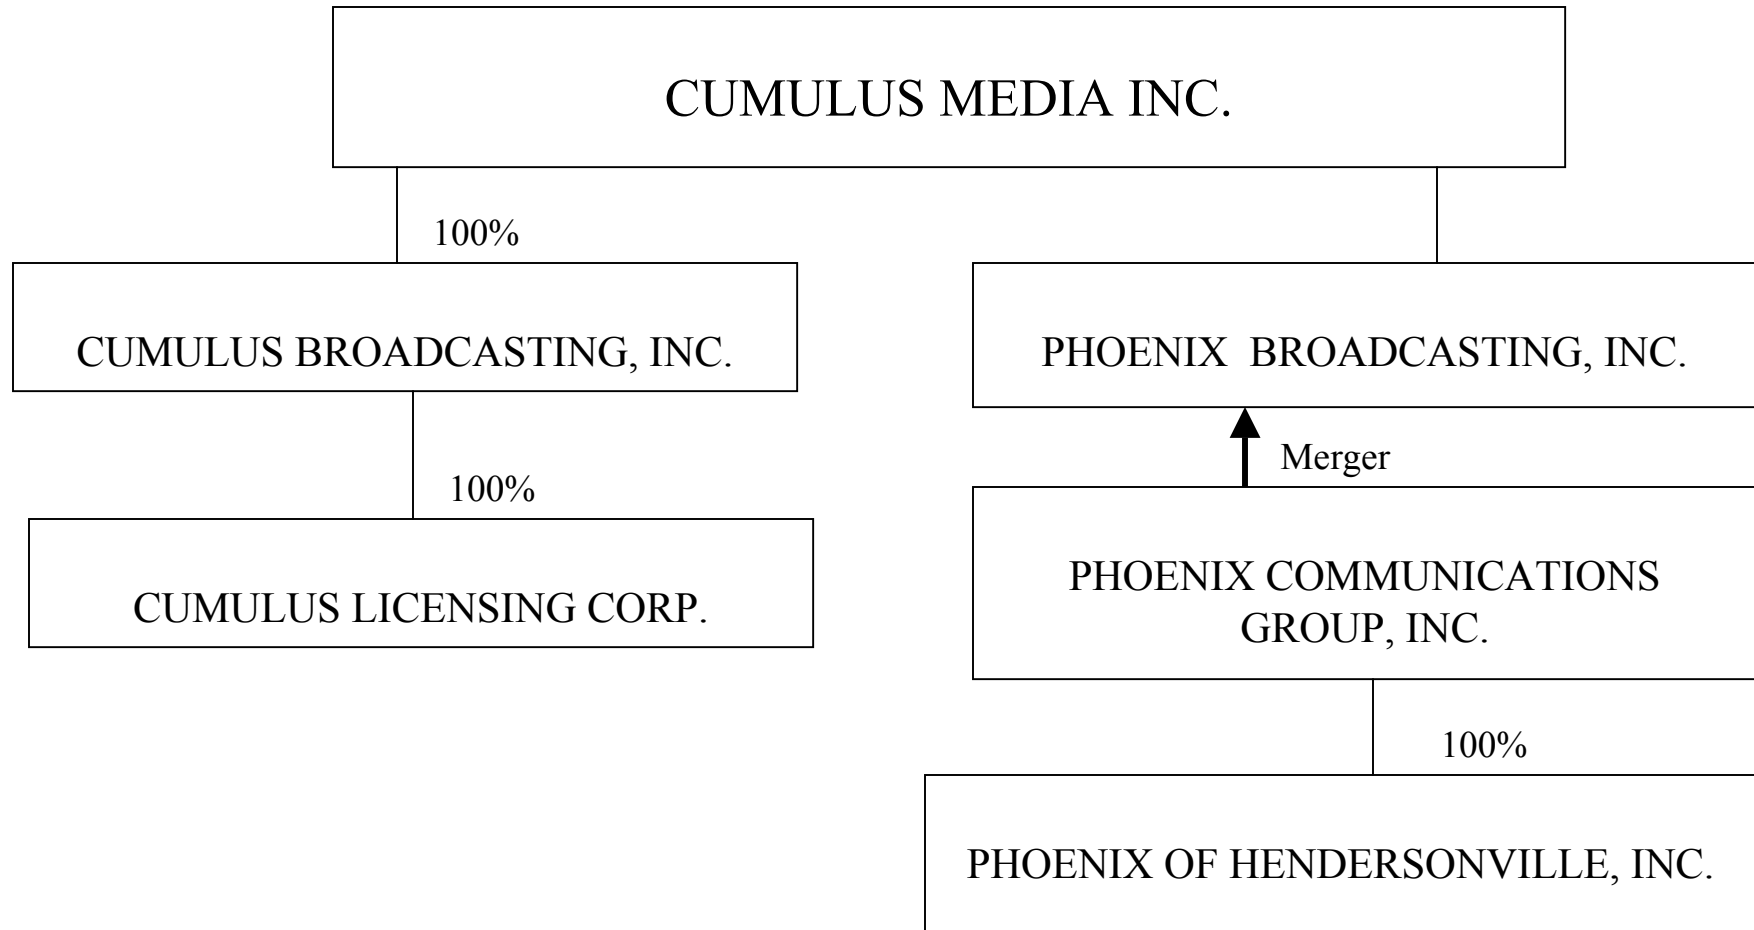 CUMULUS MEDIA INC.
100%
CUMULUS BROADCASTING, INC.
PHOENIX  BROADCASTING, INC.
Merger
100%
CUMULUS LICENSING CORP.
PHOENIX COMMUNICATIONS
GROUP, INC.
100%
PHOENIX OF HENDERSONVILLE, INC.